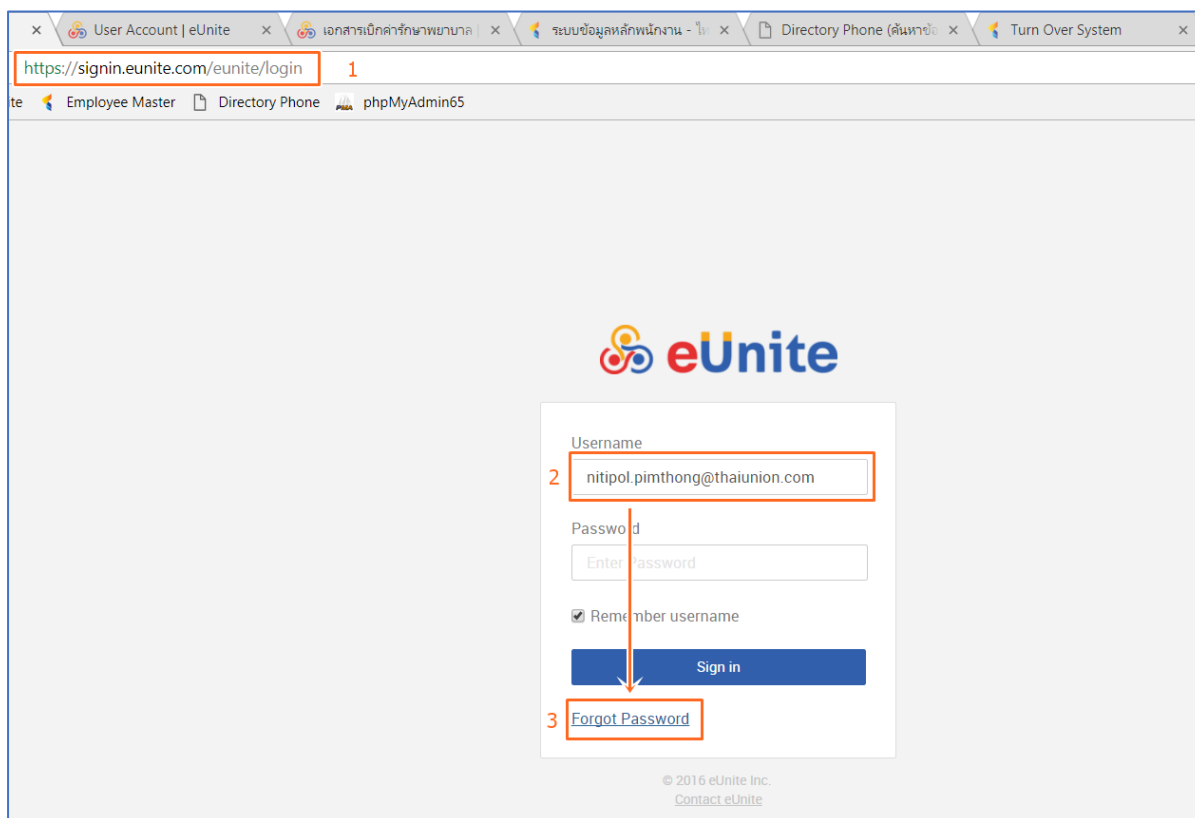 User Account | eUnite
เอกสารเบิกค่ารักษาพยาบาล |
ระบบข้อมูลหลักพนักงาน -
Directory Phone (ค้นหาข้อ
Turn Over System
https://signin.eunite.com/eunite/login 1
te Employee Master Directory Phone phpMyAdmin65
eUnite
Username
2 nitipol.pimthong@thaiunion.com
Password
Enter Password
Remember username
Sign in
3 Forgot Password
© 2016 eUnite Inc.
Contact eUnite